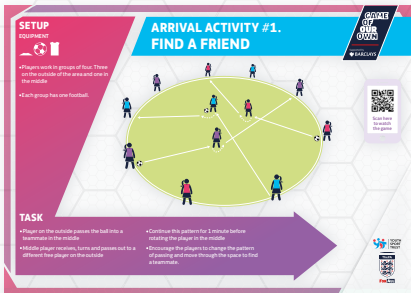 SETUP
EQUIPMENT
•Players work in groups of four. Three
on the outside of the area and one in
the middle
•Each group has one football.
ARRIVAL ACTIVITY #1.
FIND A FRIEND
GAME
OF
OUR
OWN
BARCLAYS
Scan here
to watch
the game
TASK
•Player on the outside passes the ball into a
teammate in the middle
•Middle player receives, turns and passes out to a
different free player on the outside
•Continue this pattern for 1 minute before
rotating the player in the middle
•Encourage the players to change the pattern
of passing and move through the space to find
a teammate.
YOUTH
SPORT
TRUST